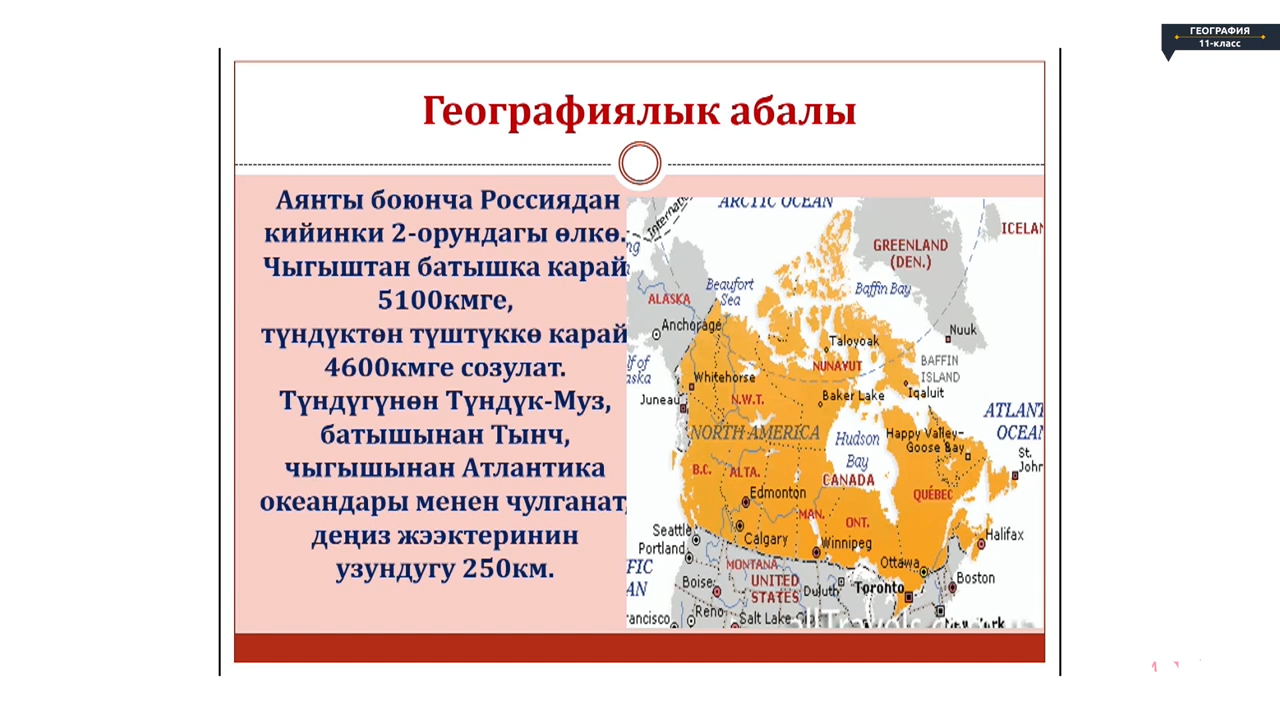 ГЕОГРАФИЯ
11-класс
Географиялык абалы
Аянты боюнча Россиядан
кийинки 2-орундагы өлкө.
Чыгыштан батышка карай
5100кмге,
түндүктөн түштүккө карай
4600кмге созулат.
Түндүгүнөн Түндүк-Муз,
батышынан Тынч,
чыгышынан Атлантика
океандары менен чулганат,
деңиз жээктеринин
узундугу 250км.
ARCTIC OCEAN
ICELAN
GREENLAND
(DEN.)
Beaufort
Sea
Baffin Bay
ALASKA
Anchorage
Nuuk
Taloyoak
NUNAVUT
BAFFIN
ISLAND
Whitehorse
Iqaluit
Juneau
N.W.T.
Baker Lake
ATLANT
OCEAN
NORTH AMERICA
Hudson
Bay
Happy Valley-
Goose Bay
St.
John
B.C.
ALTA.
CANADA
Edmonton
QUÉBEC
MAN.
ONT.
Seattle
Calgary
Winnipeg
Halifax
Portland
Ottawa
MONTANA
Boise
UNITED
STATES
Duluth
Toronto
Boston
Reno
Salt Lake